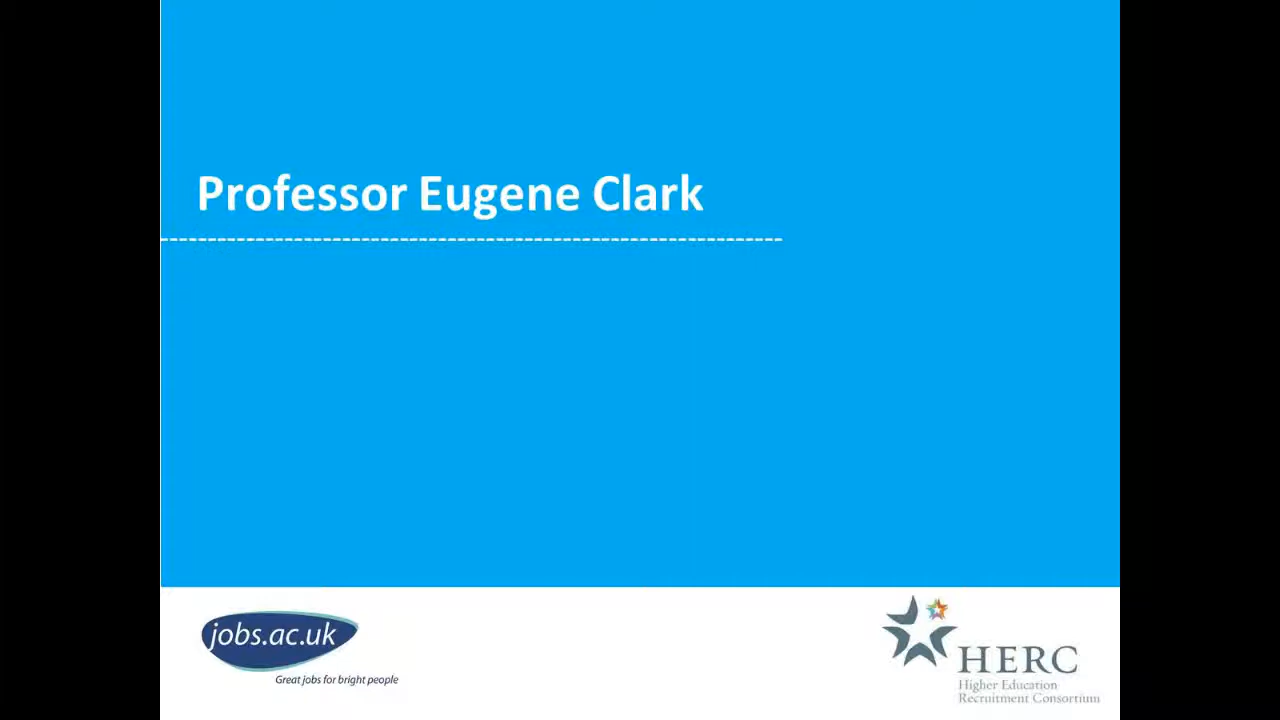 Professor Eugene Clark
jobs.ac.uk
Great jobs for bright people
HERC
Higher Education
Recruitment Consortium